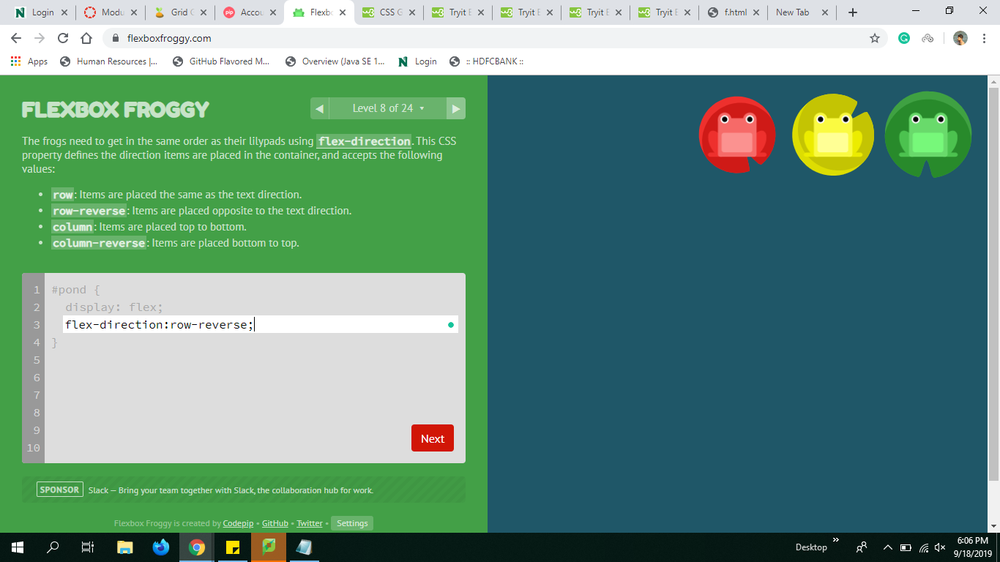 Login
Modu
Grid C
Accou
Flexbo
CSS G
Tryit E
Tryit E
Tryit E
Tryit E
f.html
New Tab
flexboxfroggy.com
Apps
Human Resources |...
GitHub Flavored M...
Overview (Java SE 1...
Login
:: HDFCBANK ::
FLEXBOX FROGGY
Level 8 of 24
The frogs need to get in the same order as their lilypads using flex-direction. This CSS
property defines the direction items are placed in the container, and accepts the following
values:
• row: Items are placed the same as the text direction.
• row-reverse: Items are placed opposite to the text direction.
• column: Items are placed top to bottom.
• column-reverse: Items are placed bottom to top.
1 #pond {
2 display: flex;
3 flex-direction:row-reverse;
4 }
5
6
7
8
9
10
Next
SPONSOR Slack — Bring your team together with Slack, the collaboration hub for work.
Flexbox Froggy is created by Codepip • GitHub • Twitter • Settings
Desktop
6:06 PM
9/18/2019